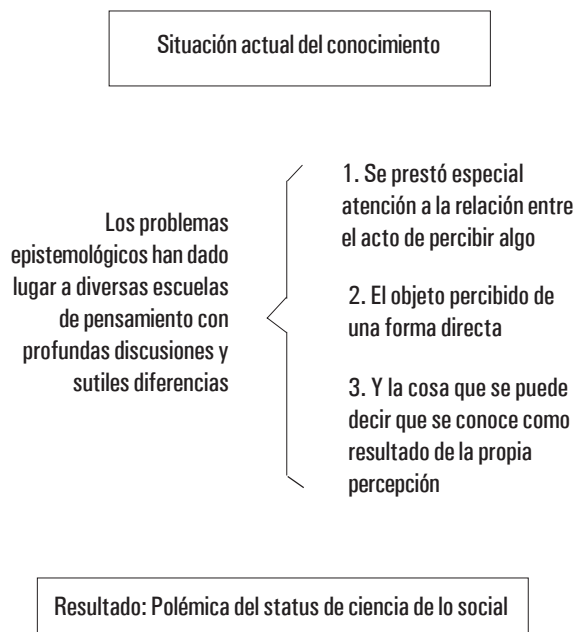 Situación actual del conocimiento
Los problemas
epistemológicos han dado
lugar a diversas escuelas
de pensamiento con
profundas discusiones y
sutiles diferencias
1. Se prestó especial
atención a la relación entre
el acto de percibir algo
2. El objeto percibido de
una forma directa
3. Y la cosa que se puede
decir que se conoce como
resultado de la propia
percepción
Resultado: Polémica del status de ciencia de lo social